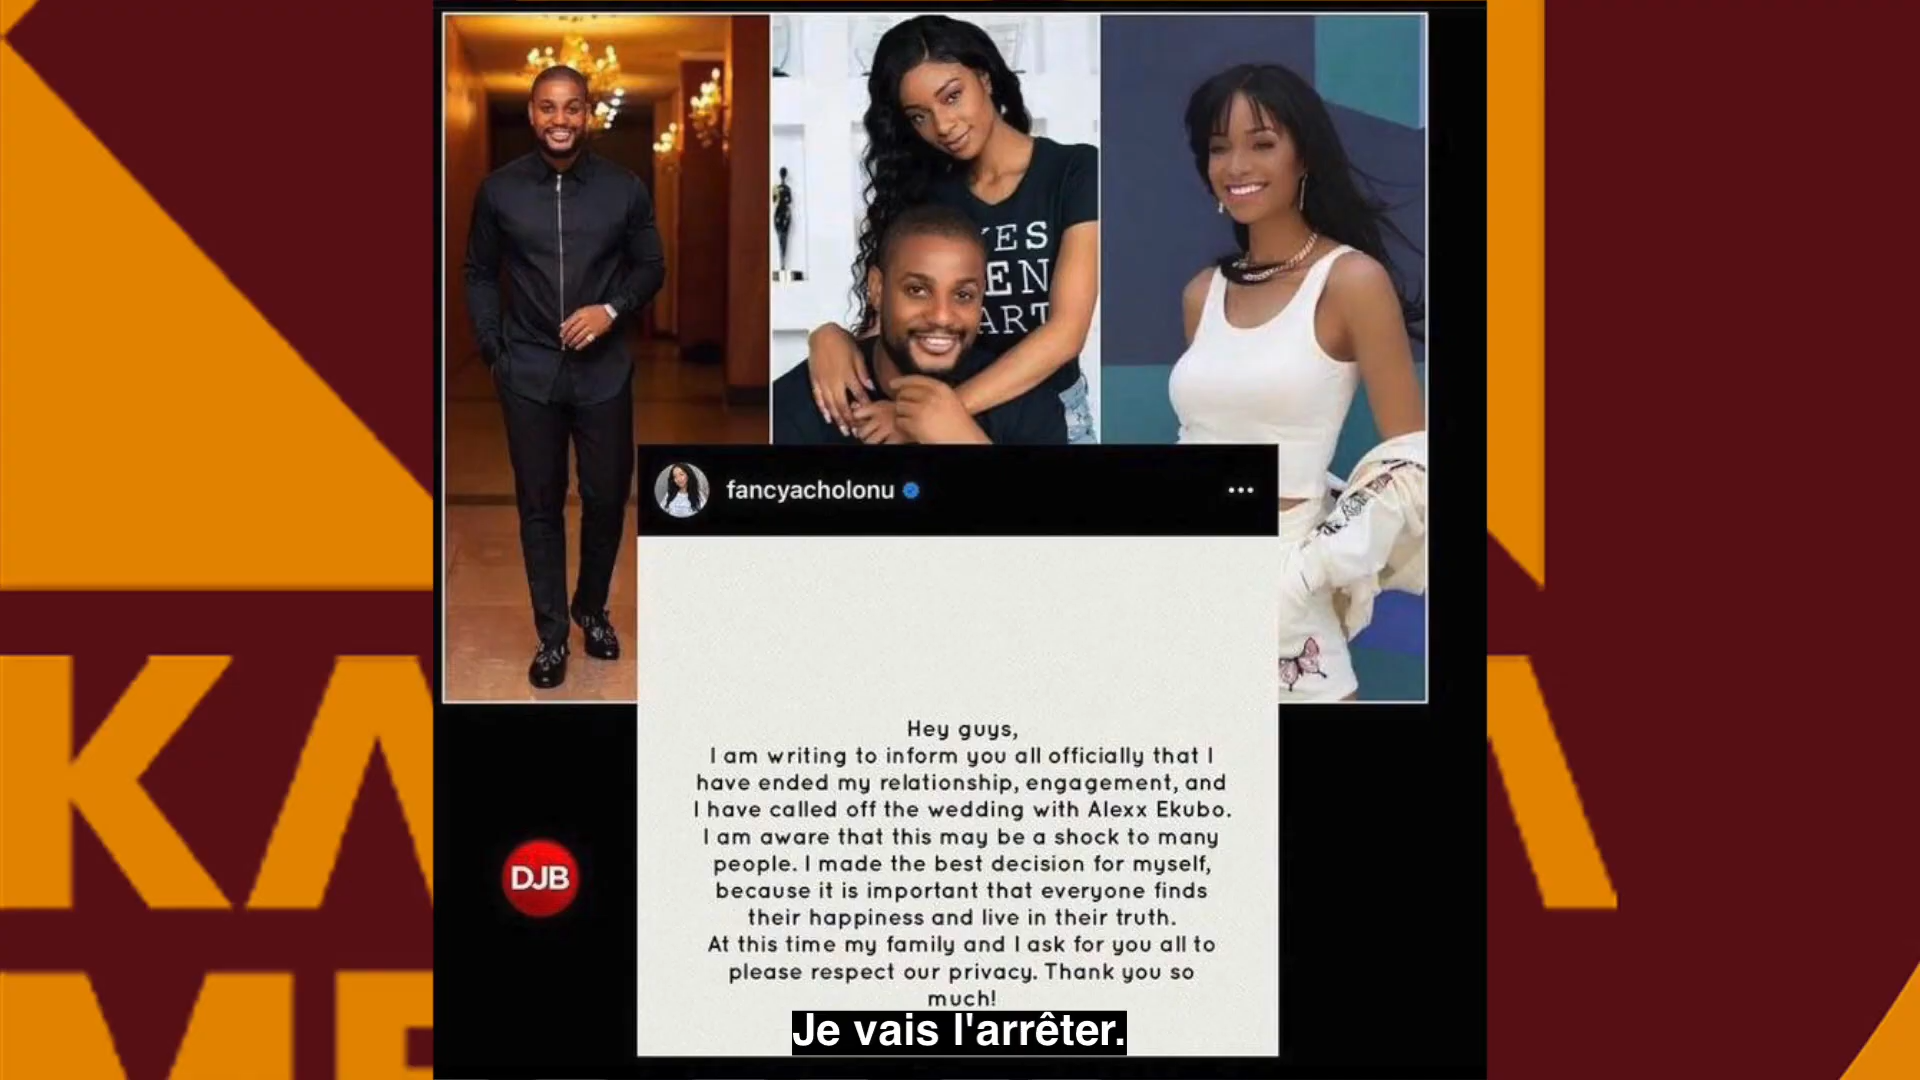 YES
EN
ART
fancyacholonu
Hey guys,
I am writing to inform you all officially that I
have ended my relationship, engagement, and
I have called off the wedding with Alexx Ekubo.
I am aware that this may be a shock to many
people. I made the best decision for myself,
because it is important that everyone finds
their happiness and live in their truth.
At this time my family and I ask for you all to
please respect our privacy. Thank you so
much!
DJB
Je vais l'arrêter.
KA